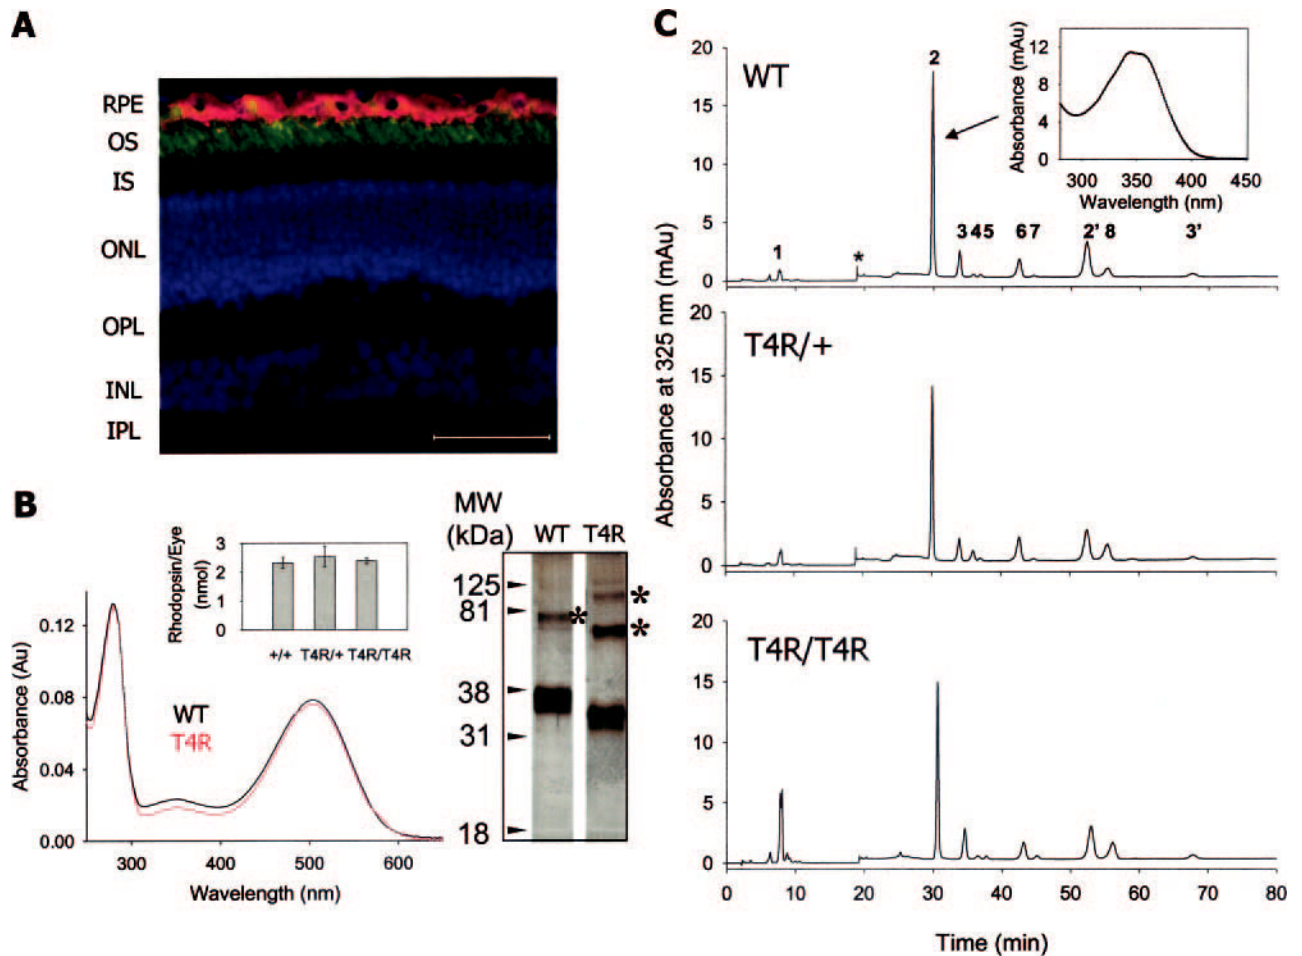 A
RPE
OS
IS
ONL
OPL
INL
IPL
B
Rhodopsin/Eye
(nmol)
3
2
1
0
+/+ T4R/+ T4R/T4R
WT
T4R
Absorbance (Au)
0.12
0.08
0.04
0.00
300 400 500 600
Wavelength (nm)
MW
(kDa)
WT T4R
125
81
38
31
18
*
*
*
C
WT
20
15
10
5
0
1
*
2
3 4 5 6 7 2' 8 3'
Absorbance (mAu)
12
8
4
0
300 350 400 450
Wavelength (nm)
Absorbance at 325 nm (mAu)
T4R/+
20
15
10
5
0
T4R/T4R
20
15
10
5
0
0 10 20 30 40 50 60 70 80
Time (min)